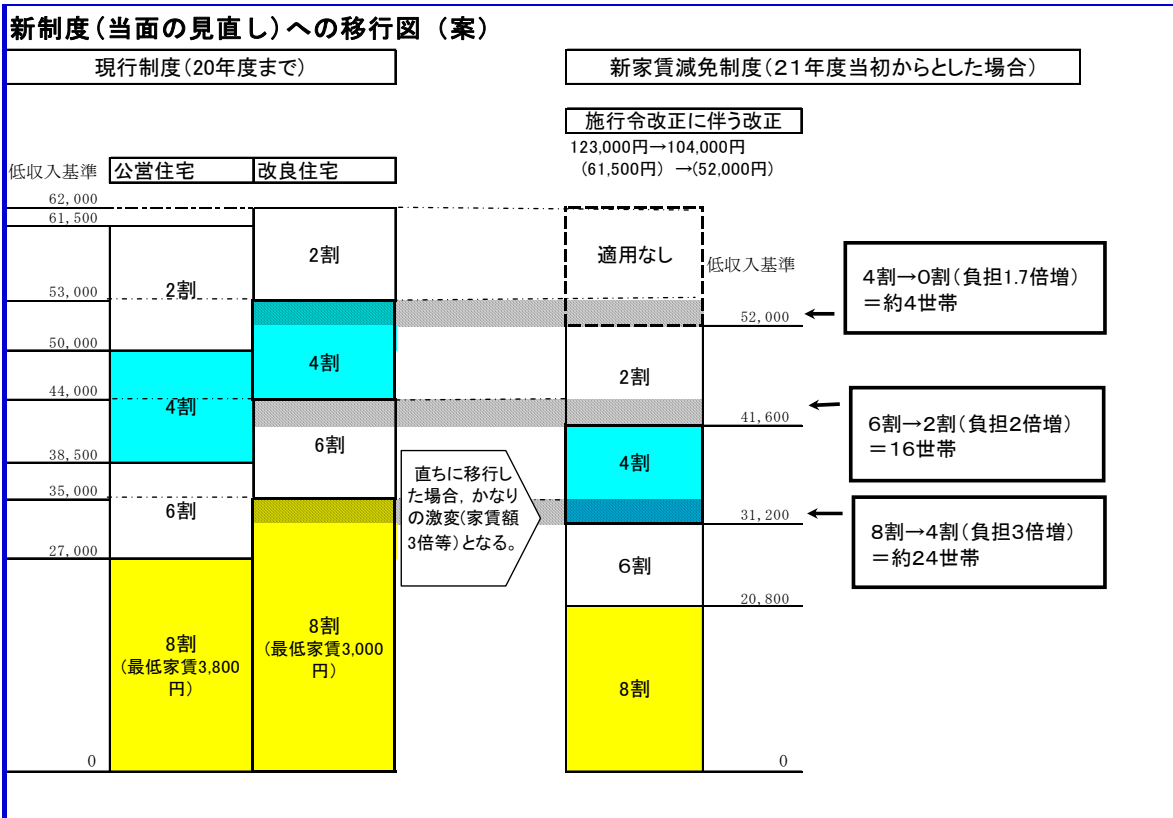 新制度(当面の見直し)への移行図 (案)
現行制度(20年度まで)
新家賃減免制度(21年度当初からとした場合)
施行令改正に伴う改正
123,000円→104,000円
(61,500円) →(52,000円)
低収入基準
公営住宅
改良住宅
62,000
61,500
53,000
50,000
44,000
38,500
35,000
27,000
0
2割
4割
6割
8割
(最低家賃3,800
円)
2割
4割
6割
8割
(最低家賃3,000
円)
直ちに移行し
た場合，かなり
の激変(家賃額
3倍等)となる。
適用なし
2割
4割
6割
8割
低収入基準
52,000
41,600
31,200
20,800
0
4割→0割(負担1.7倍増)
＝約4世帯
6割→2割(負担2倍増)
＝16世帯
8割→4割(負担3倍増)
＝約24世帯